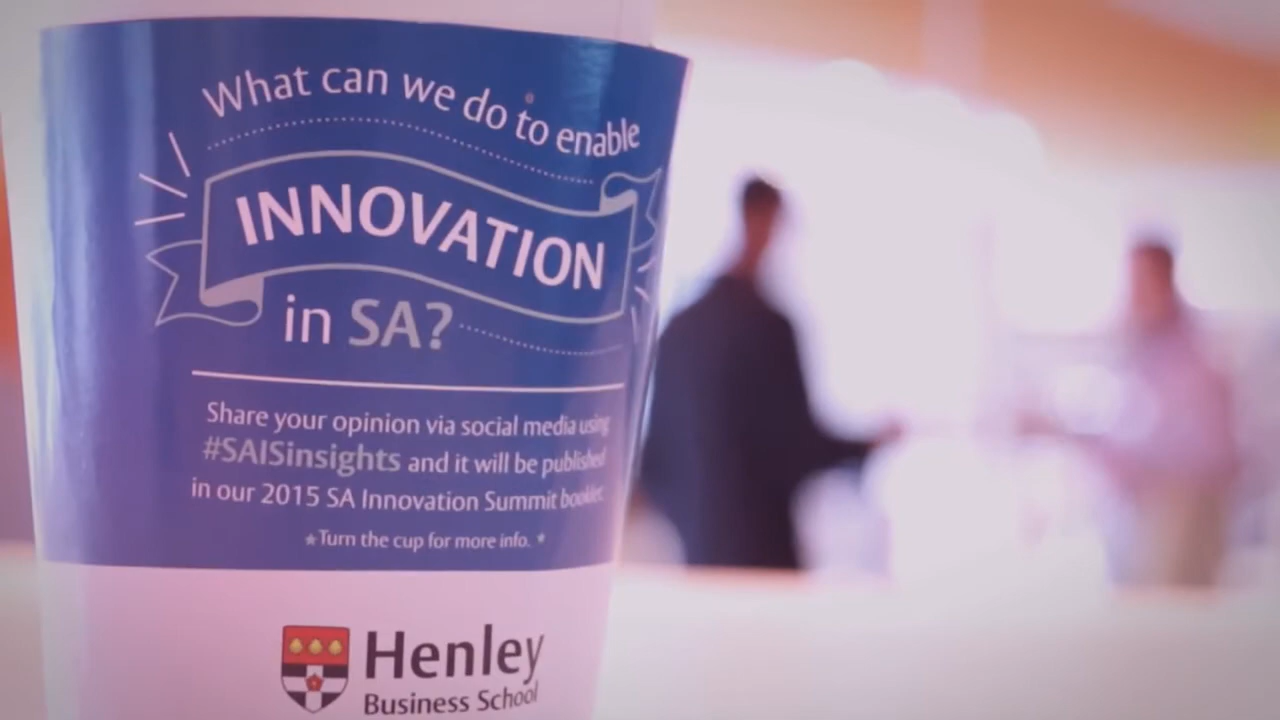 What can we do to enable
INNOVATION
in SA?
Share your opinion via social media using
#SAISinsights and it will be published
in our 2015 SA Innovation Summit booklet.
*Turn the cup for more info. *
Henley
Business School